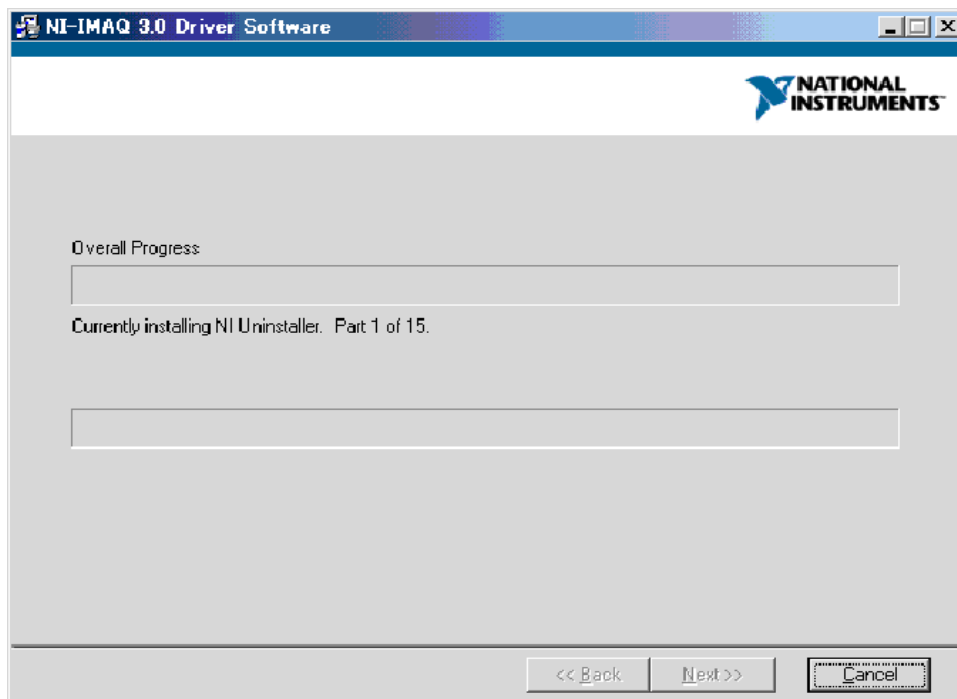 NI-IMAQ 3.0 Driver Software
NATIONAL
INSTRUMENTS™
Overall Progress
Currently installing NI Uninstaller.  Part 1 of 15.
<< Back
Next >>
Cancel